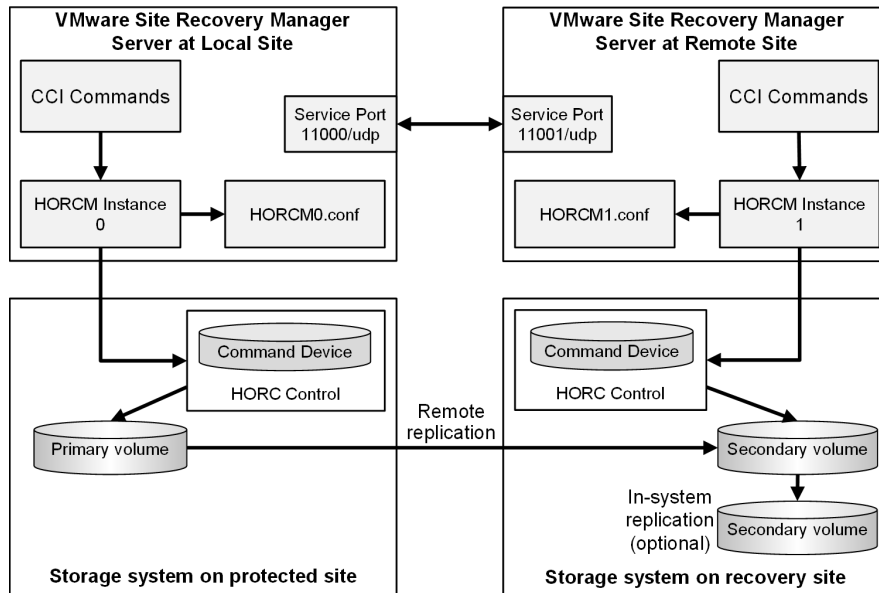 VMware Site Recovery Manager
Server at Local Site
CCI Commands
Service Port
11000/udp
HORCM Instance
0
HORCM0.conf
VMware Site Recovery Manager
Server at Remote Site
Service Port
11001/udp
CCI Commands
HORCM1.conf
HORCM Instance
1
Command Device
HORC Control
Primary volume
Storage system on protected site
Remote
replication
Command Device
HORC Control
Secondary volume
In-system
replication
(optional)
Secondary volume
Storage system on recovery site